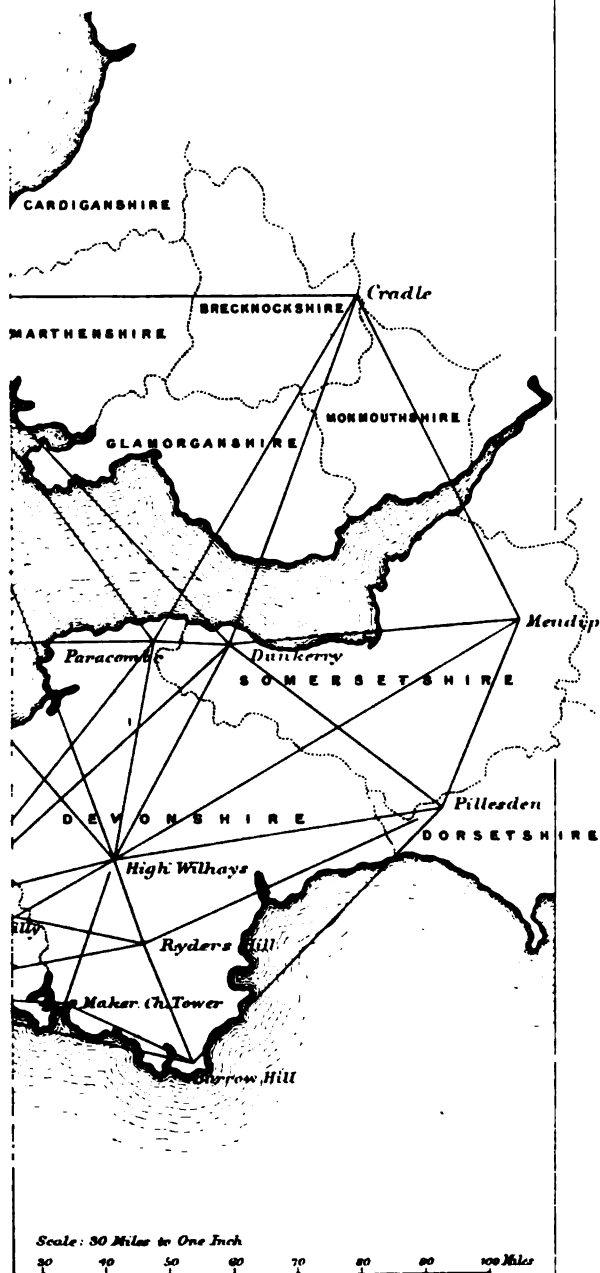 CARDIGANSHIRE
Cradle
BRECKNOCKSHIRE
MARTHENSHIRE
MONMOUTHSHIRE
GLAMORGANSHIRE
Mendip
Paracombe
Dunkerry
SOMERSETSHIRE
Pillesden
DEVONSHIRE
DORSETSHIRE
High Wilhays
Ryders Hill
Maker Ch. Tower
Hill
Scale: 30 Miles to One Inch
30 40 50 60 70 80 90 100 Miles